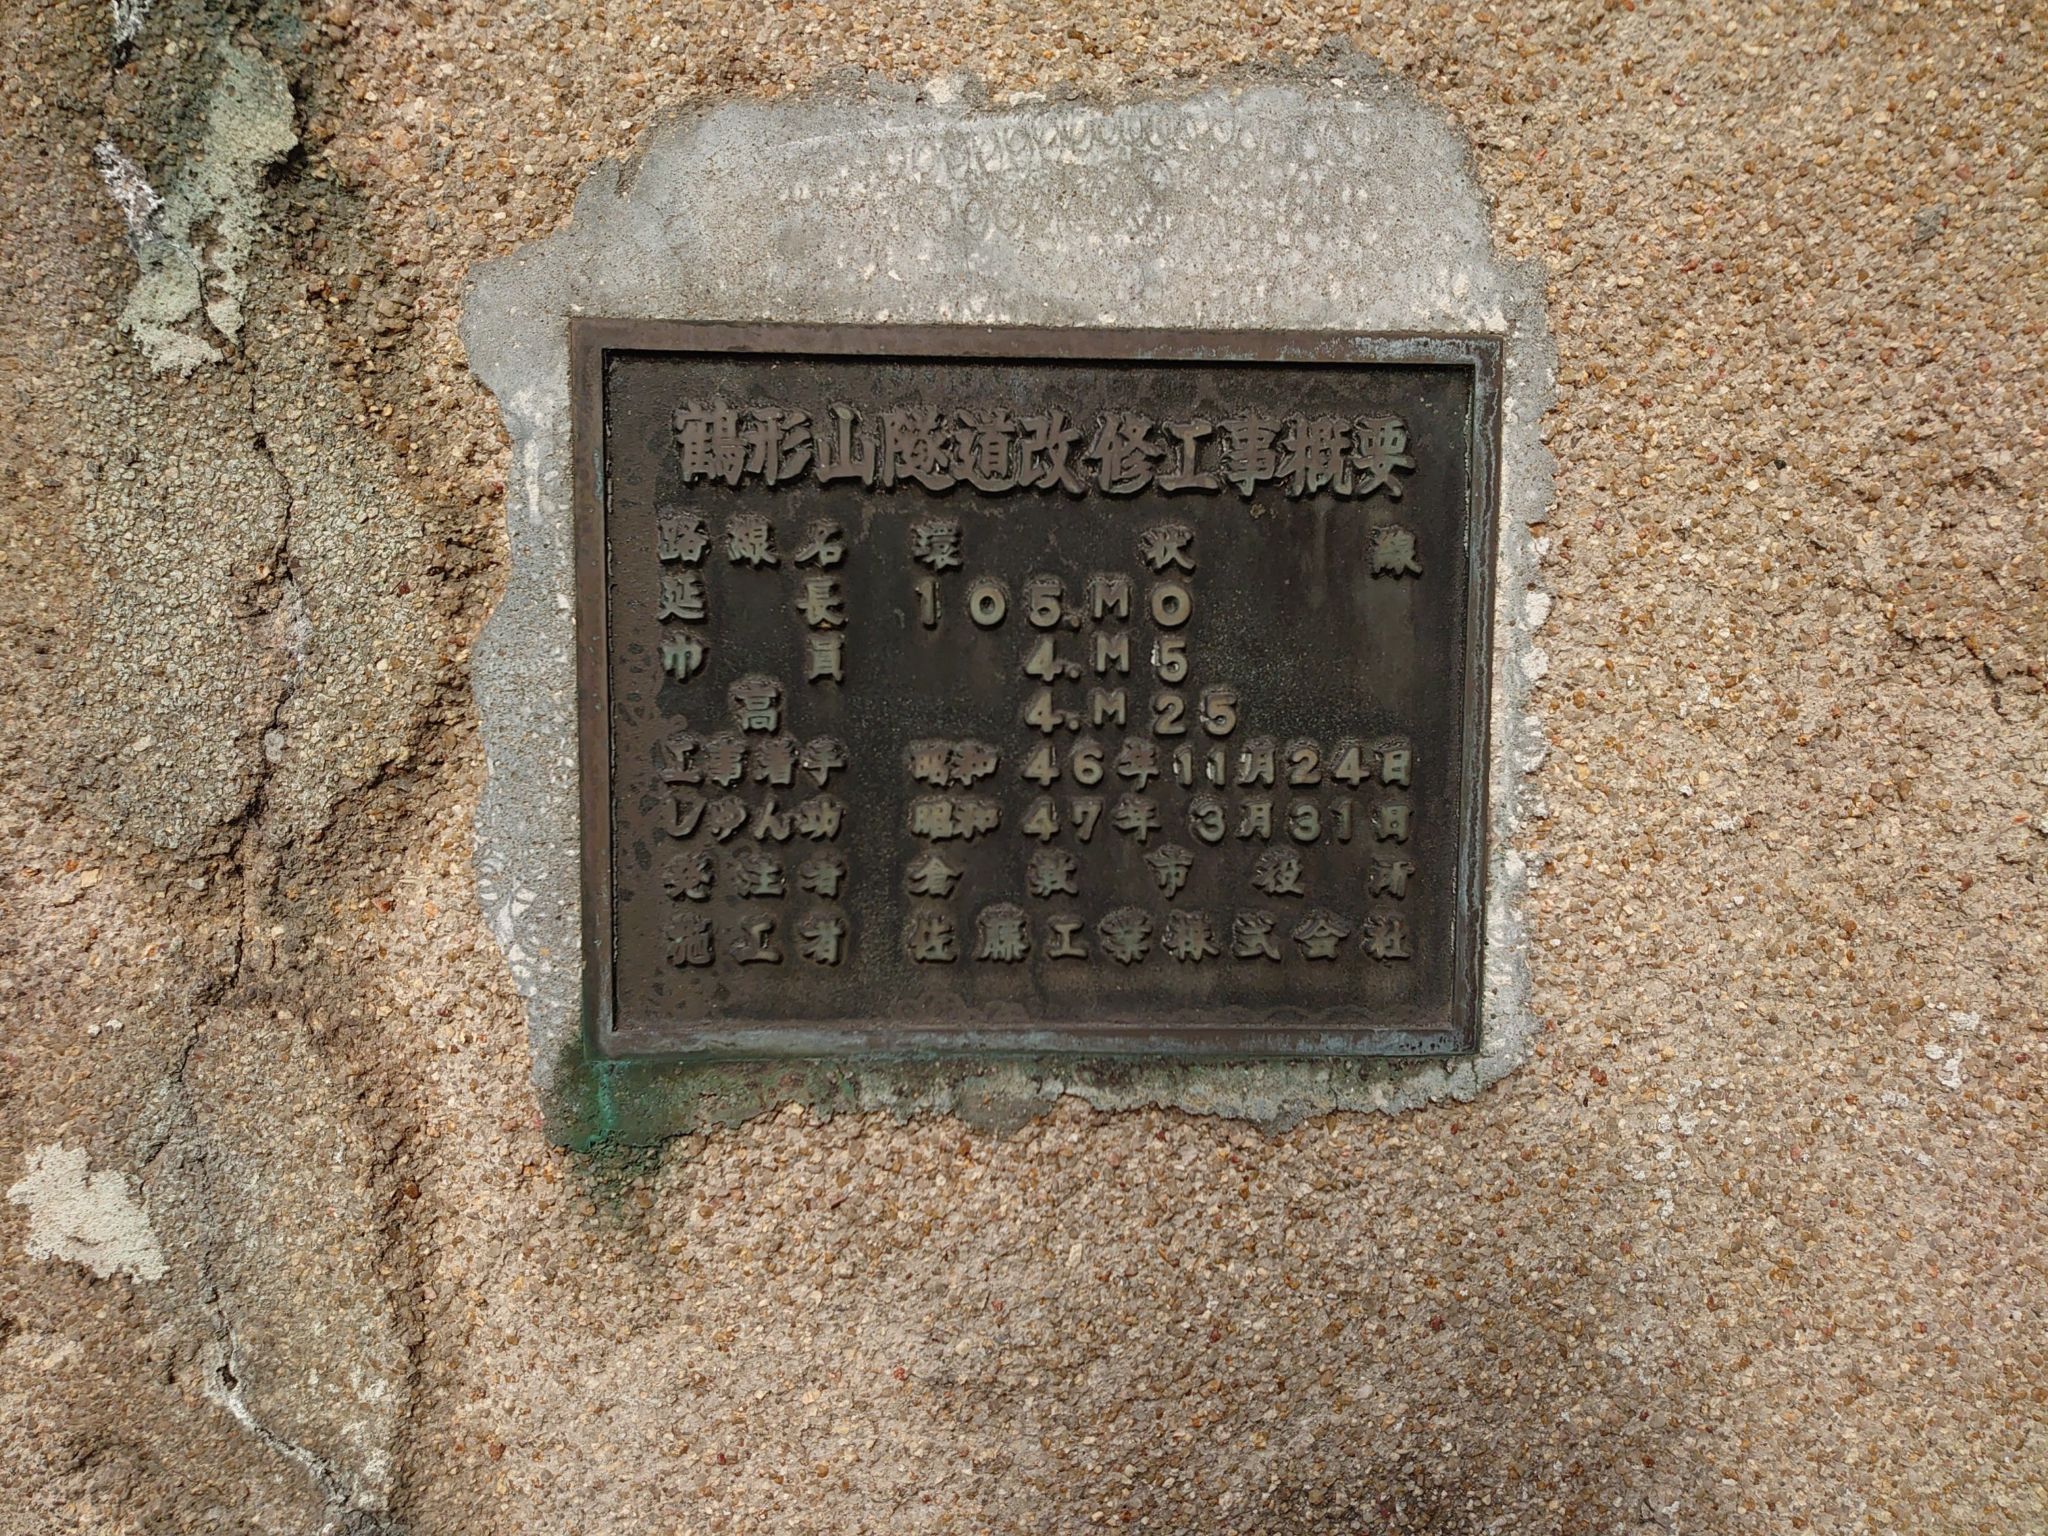 鶴形山隧道改修工事概要
路線名 環状線
延長 105.M0
巾員 4.M5
高 4.M25
工事着手 昭和46年11月24日
しゅん功 昭和47年3月31日
発注者 倉敷市役所
施工者 佐藤工業株式会社